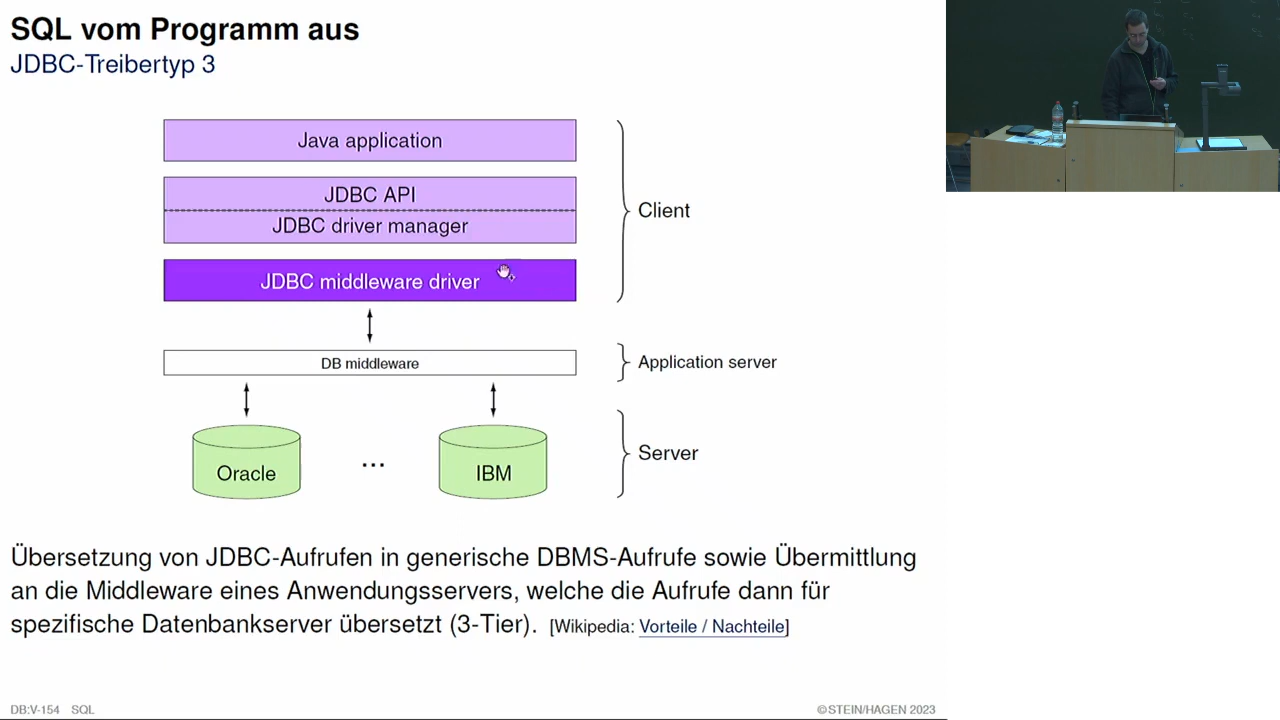 SQL vom Programm aus
JDBC-Treibertyp 3
Java application
JDBC API
JDBC driver manager
Client
JDBC middleware driver
DB middleware
Application server
Oracle
...
IBM
Server
Übersetzung von JDBC-Aufrufen in generische DBMS-Aufrufe sowie Übermittlung
an die Middleware eines Anwendungsservers, welche die Aufrufe dann für
spezifische Datenbankserver übersetzt (3-Tier). [Wikipedia: Vorteile / Nachteile]
DB:V-154 SQL
©STEIN/HAGEN 2023